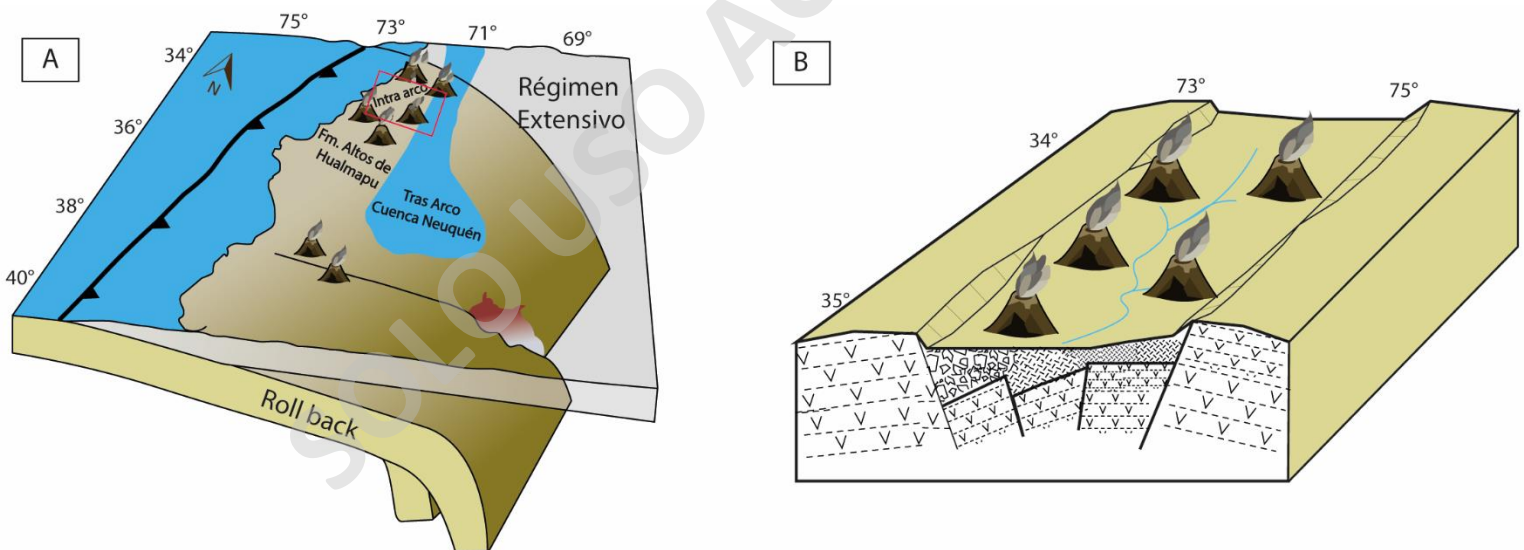 A
75°
73°
71°
69°
34°
36°
38°
40°
N
Intra arco
Régimen
Extensivo
Fm. Altos de
Hualmapu
Tras Arco
Cuenca Neuquén
Roll back
B
73°
75°
34°
35°
SOLO USO AC